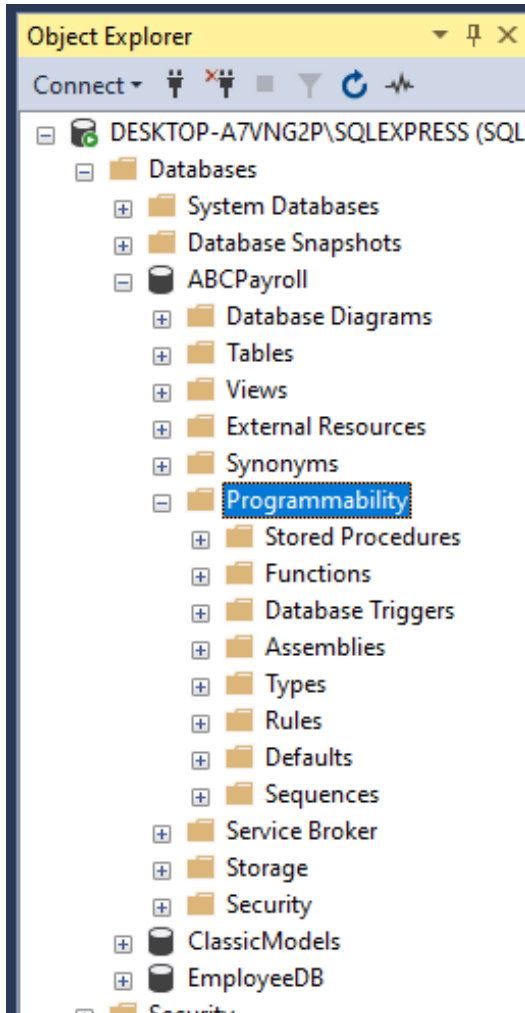 Object Explorer
Connect
DESKTOP-A7VNG2P\SQLEXPRESS (SQL
Databases
System Databases
Database Snapshots
ABCPayroll
Database Diagrams
Tables
Views
External Resources
Synonyms
Programmability
Stored Procedures
Functions
Database Triggers
Assemblies
Types
Rules
Defaults
Sequences
Service Broker
Storage
Security
ClassicModels
EmployeeDB
Security